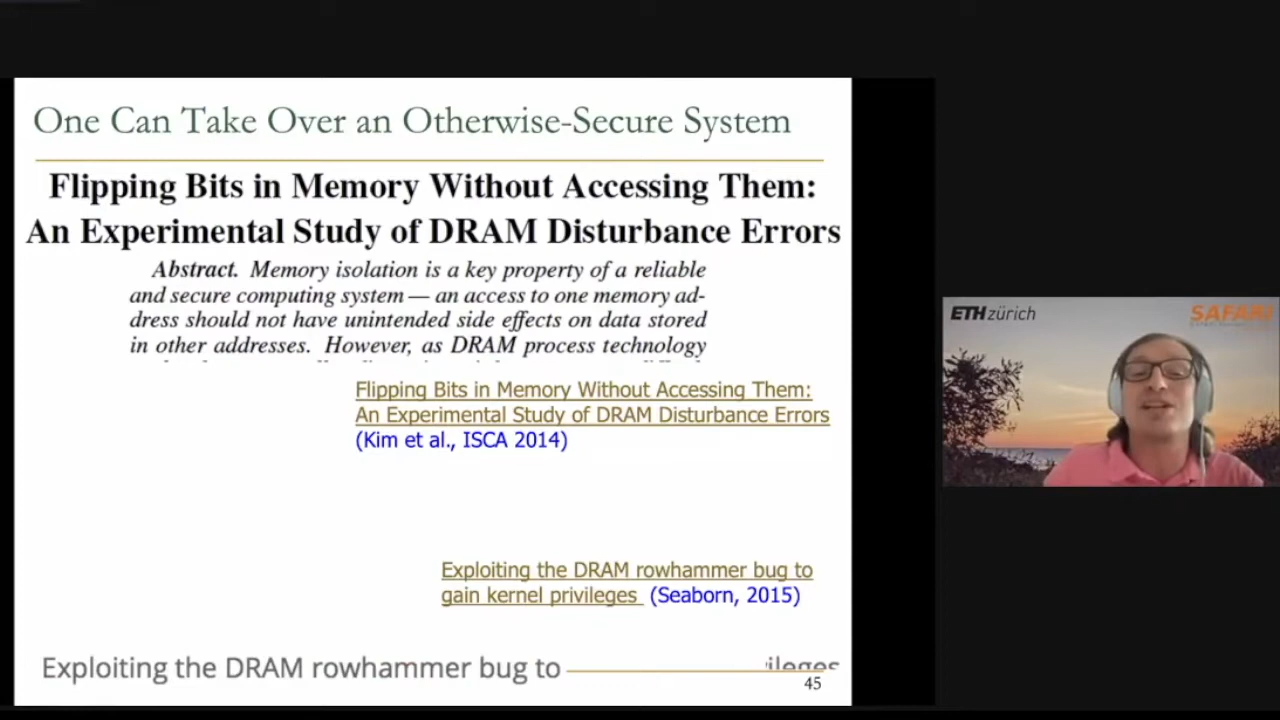 One Can Take Over an Otherwise-Secure System
Flipping Bits in Memory Without Accessing Them:
An Experimental Study of DRAM Disturbance Errors
Abstract. Memory isolation is a key property of a reliable
and secure computing system — an access to one memory ad-
dress should not have unintended side effects on data stored
in other addresses. However, as DRAM process technology
Flipping Bits in Memory Without Accessing Them:
An Experimental Study of DRAM Disturbance Errors
(Kim et al., ISCA 2014)
Exploiting the DRAM rowhammer bug to
gain kernel privileges (Seaborn, 2015)
Exploiting the DRAM rowhammer bug to
45
ETH zürich
SAFARI